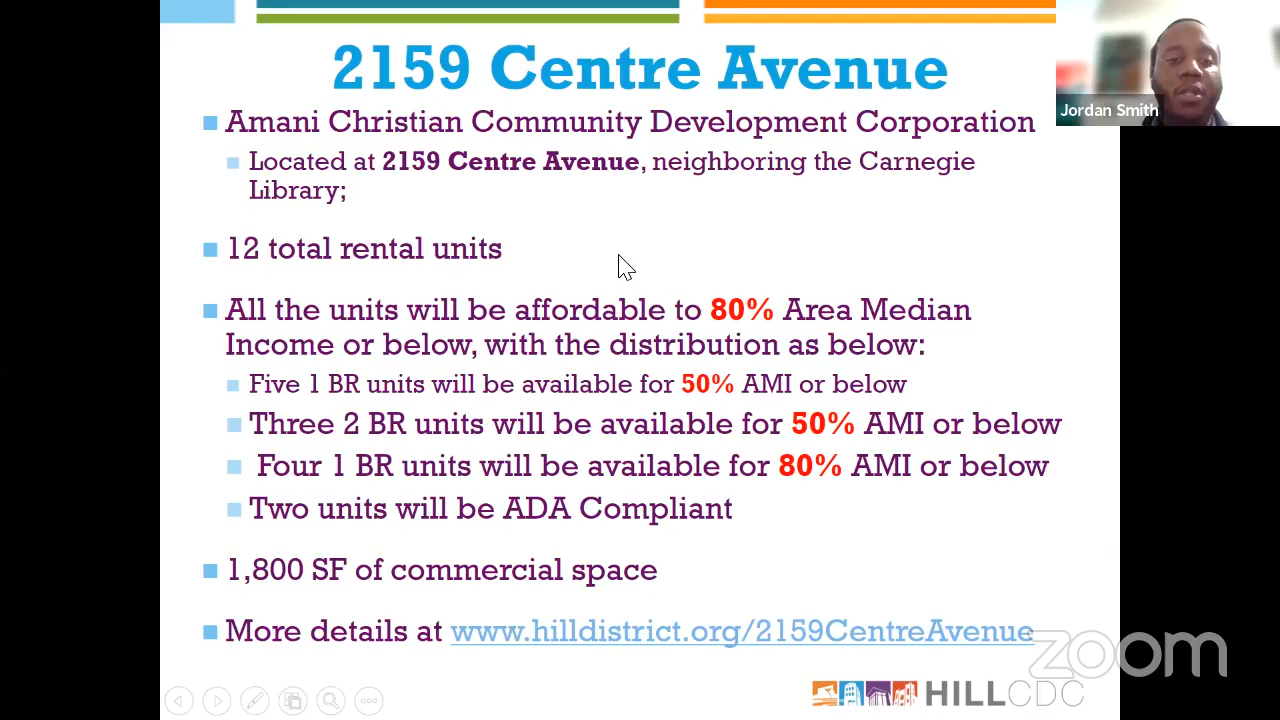 2159 Centre Avenue
Jordan Smith
Amani Christian Community Development Corporation
Located at 2159 Centre Avenue, neighboring the Carnegie
Library;
12 total rental units
All the units will be affordable to 80% Area Median
Income or below, with the distribution as below:
Five 1 BR units will be available for 50% AMI or below
Three 2 BR units will be available for 50% AMI or below
Four 1 BR units will be available for 80% AMI or below
Two units will be ADA Compliant
1,800 SF of commercial space
More details at www.hilldistrict.org/2159CentreAvenue
zoom
HILLCDC